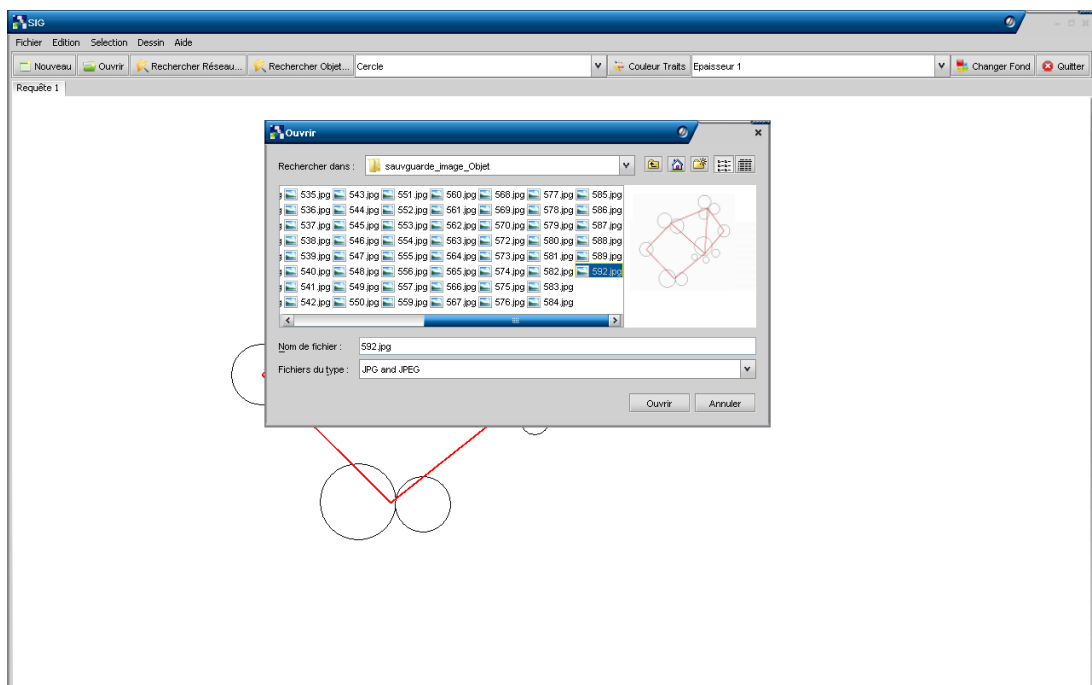 SIG
Fichier Edition Selection Dessin Aide
Nouveau Ouvrir Rechercher Réseau... Rechercher Objet... Cercle Couleur Traits Epaisseur 1 Changer Fond Quitter
Requête 1
Ouvrir
Rechercher dans : sauvguarde_image_Objet
535.jpg 543.jpg 551.jpg 560.jpg 568.jpg 577.jpg 585.jpg
536.jpg 544.jpg 552.jpg 561.jpg 569.jpg 578.jpg 586.jpg
537.jpg 545.jpg 553.jpg 562.jpg 570.jpg 579.jpg 587.jpg
538.jpg 546.jpg 554.jpg 563.jpg 572.jpg 580.jpg 588.jpg
539.jpg 547.jpg 555.jpg 564.jpg 573.jpg 581.jpg 589.jpg
540.jpg 548.jpg 556.jpg 565.jpg 574.jpg 582.jpg 592.jpg
541.jpg 549.jpg 557.jpg 566.jpg 575.jpg 583.jpg
542.jpg 550.jpg 559.jpg 567.jpg 576.jpg 584.jpg
Nom de fichier : 592.jpg
Fichiers du type : JPG and JPEG
Ouvrir Annuler